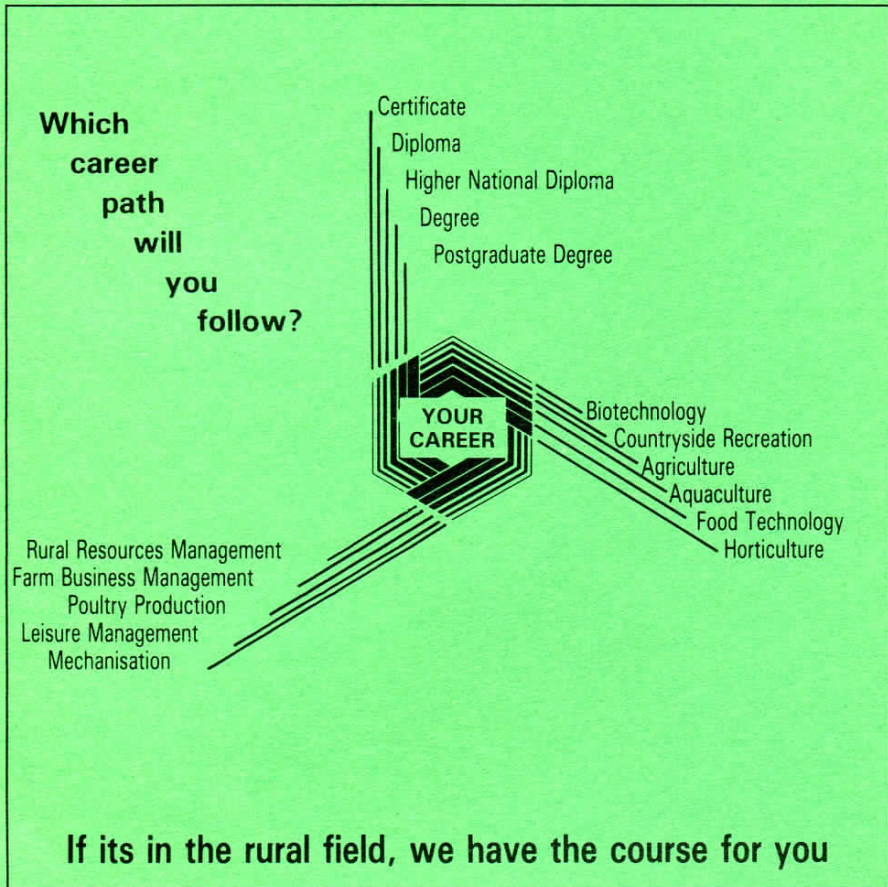 Which
career
path
will
you
follow?
Certificate
Diploma
Higher National Diploma
Degree
Postgraduate Degree
YOUR
CAREER
Biotechnology
Countryside Recreation
Agriculture
Aquaculture
Food Technology
Horticulture
Rural Resources Management
Farm Business Management
Poultry Production
Leisure Management
Mechanisation
If its in the rural field, we have the course for you